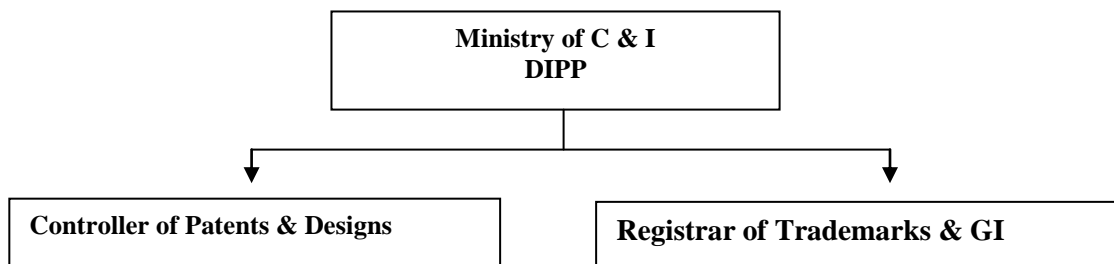 Ministry of C & I
DIPP
Controller of Patents & Designs
Registrar of Trademarks & GI